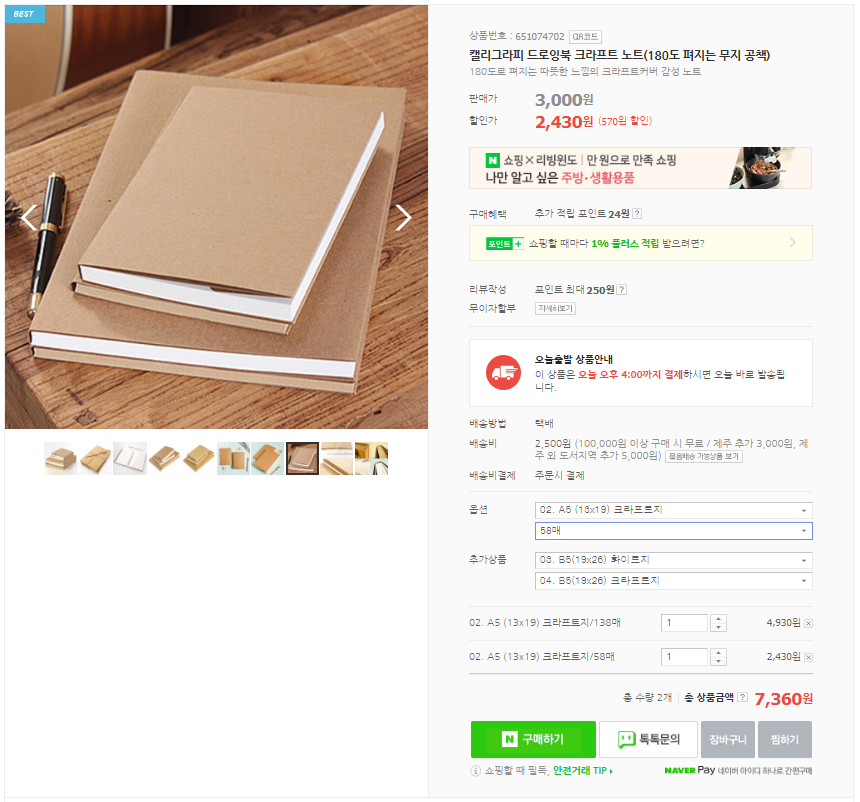 BEST
상품번호 : 651074702 QR코드
캘리그라피 드로잉북 크라프트 노트(180도 펴지는 무지 공책)
180도로 펴지는 따뜻한 느낌의 크라프트커버 감성 노트
판매가 3,000원
할인가 2,430원 (570원 할인)
N 쇼핑×리빙윈도 | 만 원으로 만족 쇼핑
나만 알고 싶은 주방·생활용품
구매혜택 추가 적립 포인트 24원 ?
포인트+ 쇼핑할 때마다 1% 플러스 적립 받으려면?
리뷰작성 포인트 최대 250원 ?
무이자할부 자세히보기
오늘출발 상품안내
이 상품은 오늘 오후 4:00까지 결제하시면 오늘 바로 발송됩
니다.
배송방법 택배
배송비 2,500원 (100,000원 이상 구매 시 무료 / 제주 추가 3,000원, 제
주 외 도서지역 추가 5,000원) 묶음배송 가능상품 보기
배송비결제 주문시 결제
옵션 02. A5 (13x19) 크라프트지
58매
추가상품 03. B5(19x26) 화이트지
04. B5(19x26) 크라프트지
02. A5 (13x19) 크라프트지/138매 1 4,930원
02. A5 (13x19) 크라프트지/58매 1 2,430원
총 수량 2개 | 총 상품금액 ? 7,360원
N 구매하기 톡톡문의 장바구니 찜하기
쇼핑할 때 필독, 안전거래 TIP NAVER Pay 네이버 아이디 하나로 간편구매